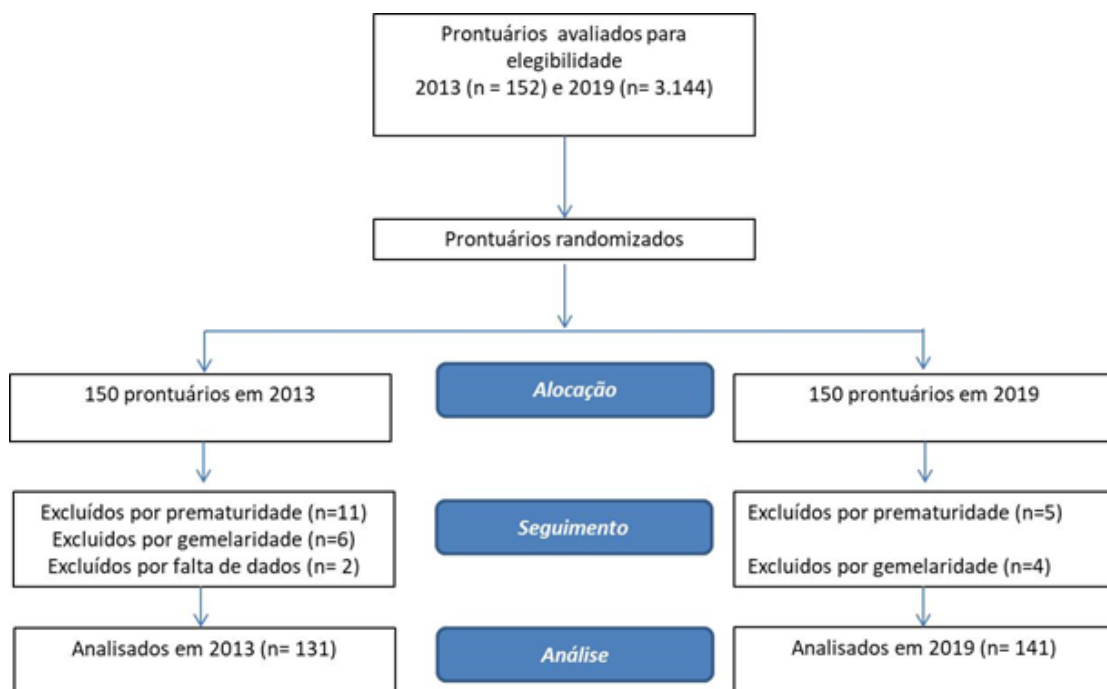 Prontuários avaliados para
elegibilidade
2013 (n = 152) e 2019 (n= 3.144)
Prontuários randomizados
150 prontuários em 2013
Alocação
150 prontuários em 2019
Excluídos por prematuridade (n=11)
Excluidos por gemelaridade (n=6)
Excluídos por falta de dados (n= 2)
Seguimento
Excluídos por prematuridade (n=5)
Excluidos por gemelaridade (n=4)
Analisados em 2013 (n= 131)
Análise
Analisados em 2019 (n= 141)